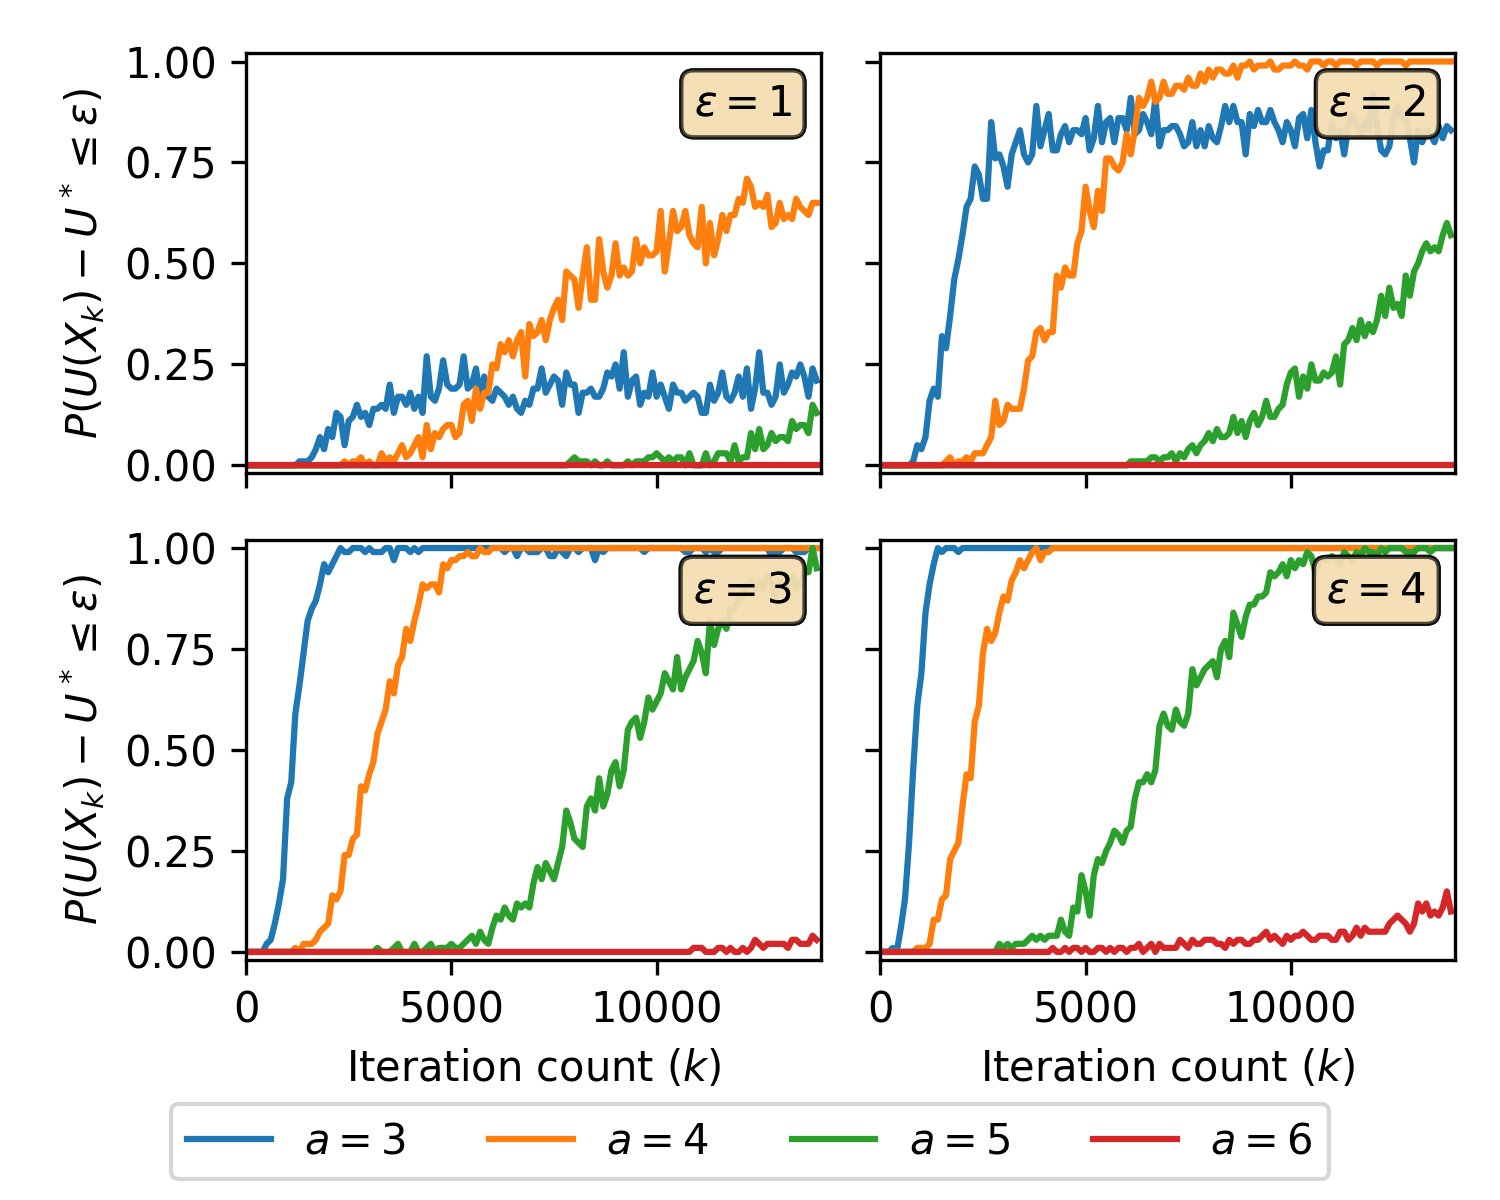 1.00
0.75
0.50
0.25
0.00
P(U(X_k) − U* ≤ ε)
ε = 1
ε = 2
1.00
0.75
0.50
0.25
0.00
P(U(X_k) − U* ≤ ε)
ε = 3
ε = 4
0 5000 10000
0 5000 10000
Iteration count (k)
Iteration count (k)
a = 3 a = 4 a = 5 a = 6